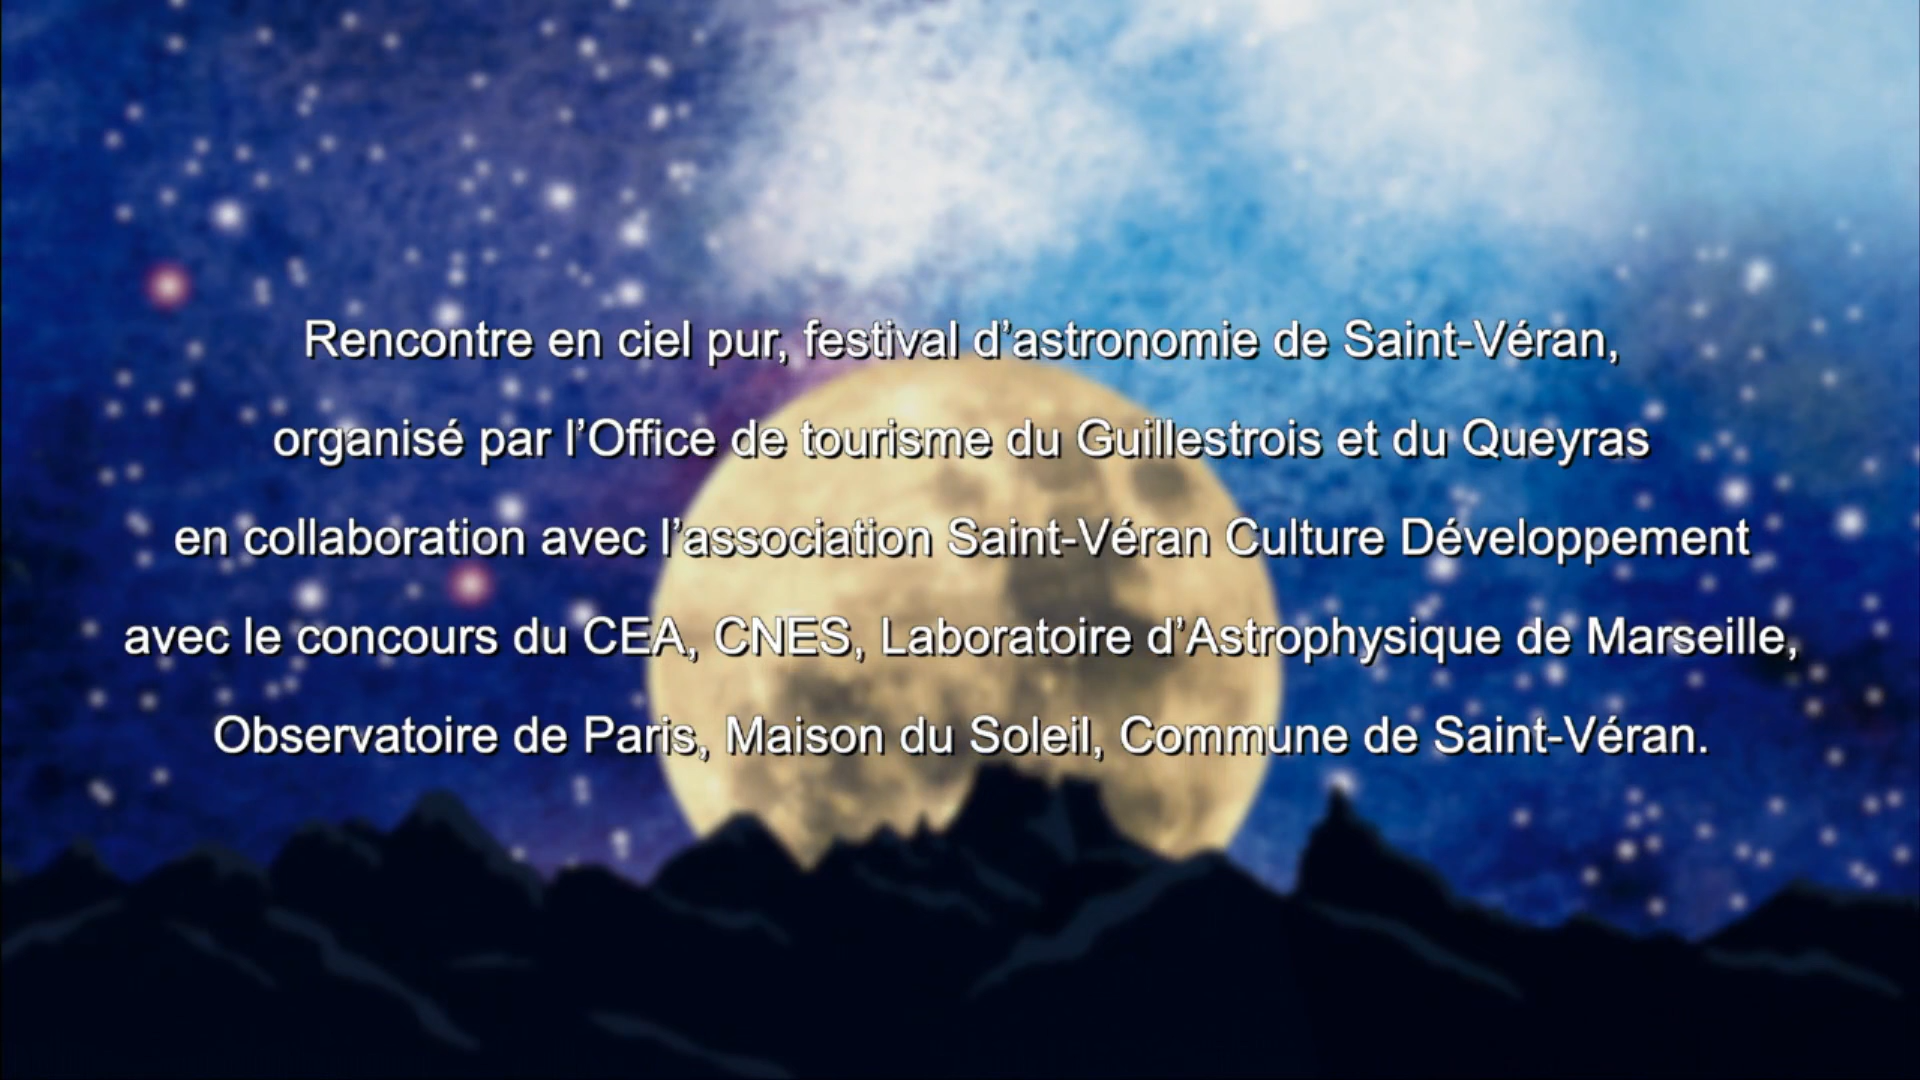 Rencontre en ciel pur, festival d’astronomie de Saint-Véran,
organisé par l’Office de tourisme du Guillestrois et du Queyras
en collaboration avec l’association Saint-Véran Culture Développement
avec le concours du CEA, CNES, Laboratoire d’Astrophysique de Marseille,
Observatoire de Paris, Maison du Soleil, Commune de Saint-Véran.